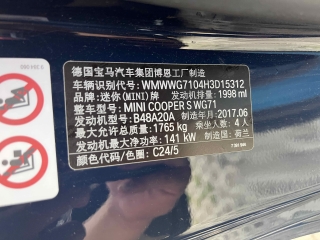 德国宝马汽车集团博恩工厂制造
车辆识别代号: WMWWG7104H3D15312
品牌: 迷你(MINI)牌 发动机排量: 1998 ml
整车型号: MINI COOPER S WG71
发动机型号: B48A20A 制造年月: 2017.06
最大允许总质量: 1765 kg 乘坐人数: 4人
发动机最大净功率: 141 kW 制造国: 荷兰
颜色代码/色图: C24/5